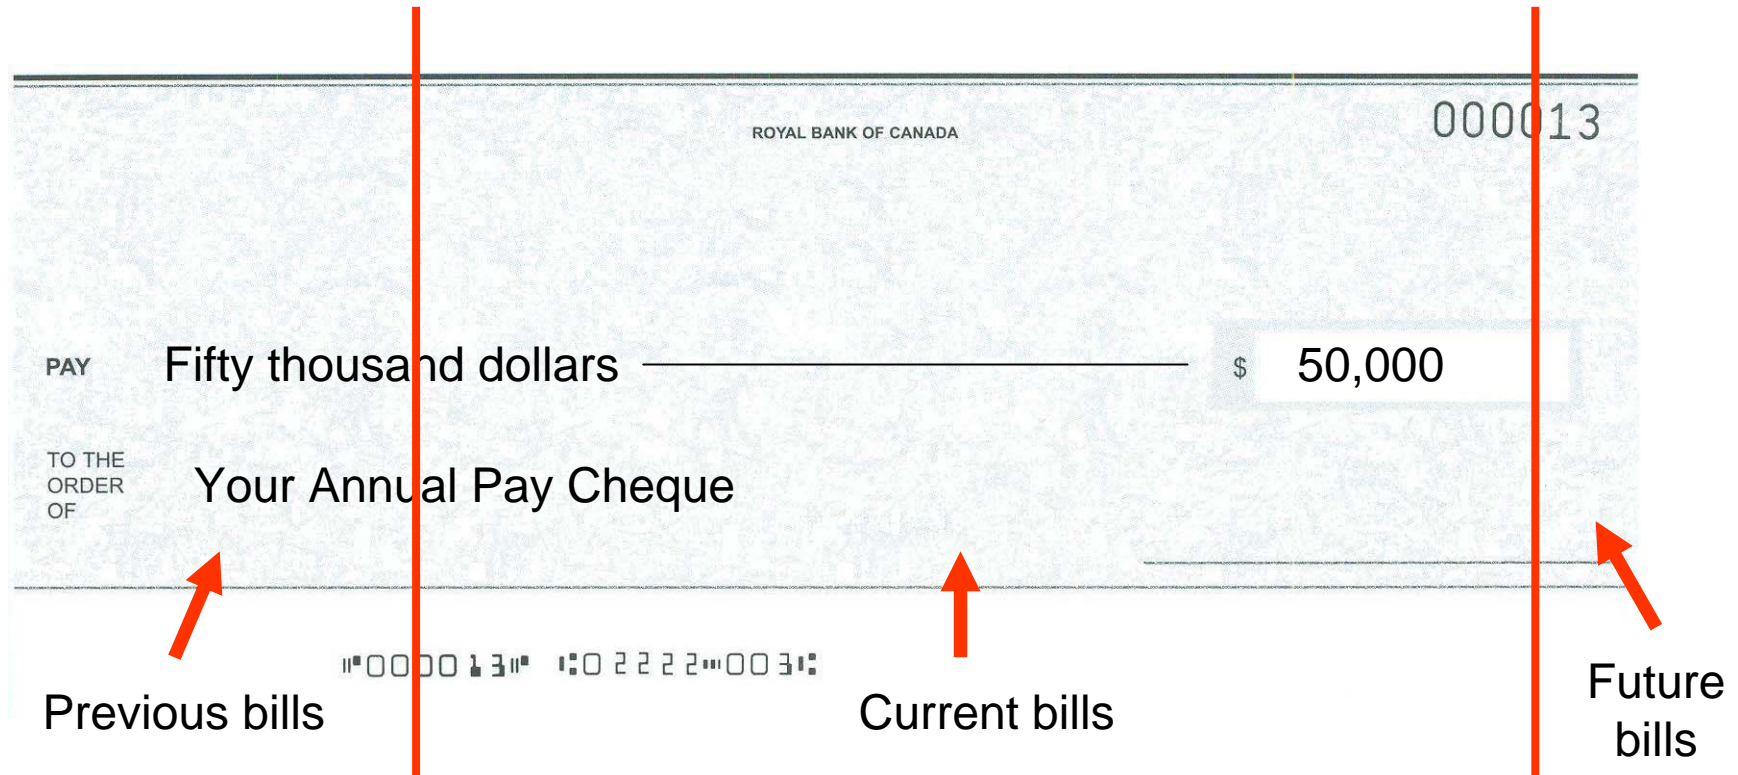 ROYAL BANK OF CANADA
000013
PAY Fifty thousand dollars $ 50,000
TO THE
ORDER
OF
Your Annual Pay Cheque
⑈000013⑈ ⑆02222⑉003⑆
Previous bills
Current bills
Future
bills